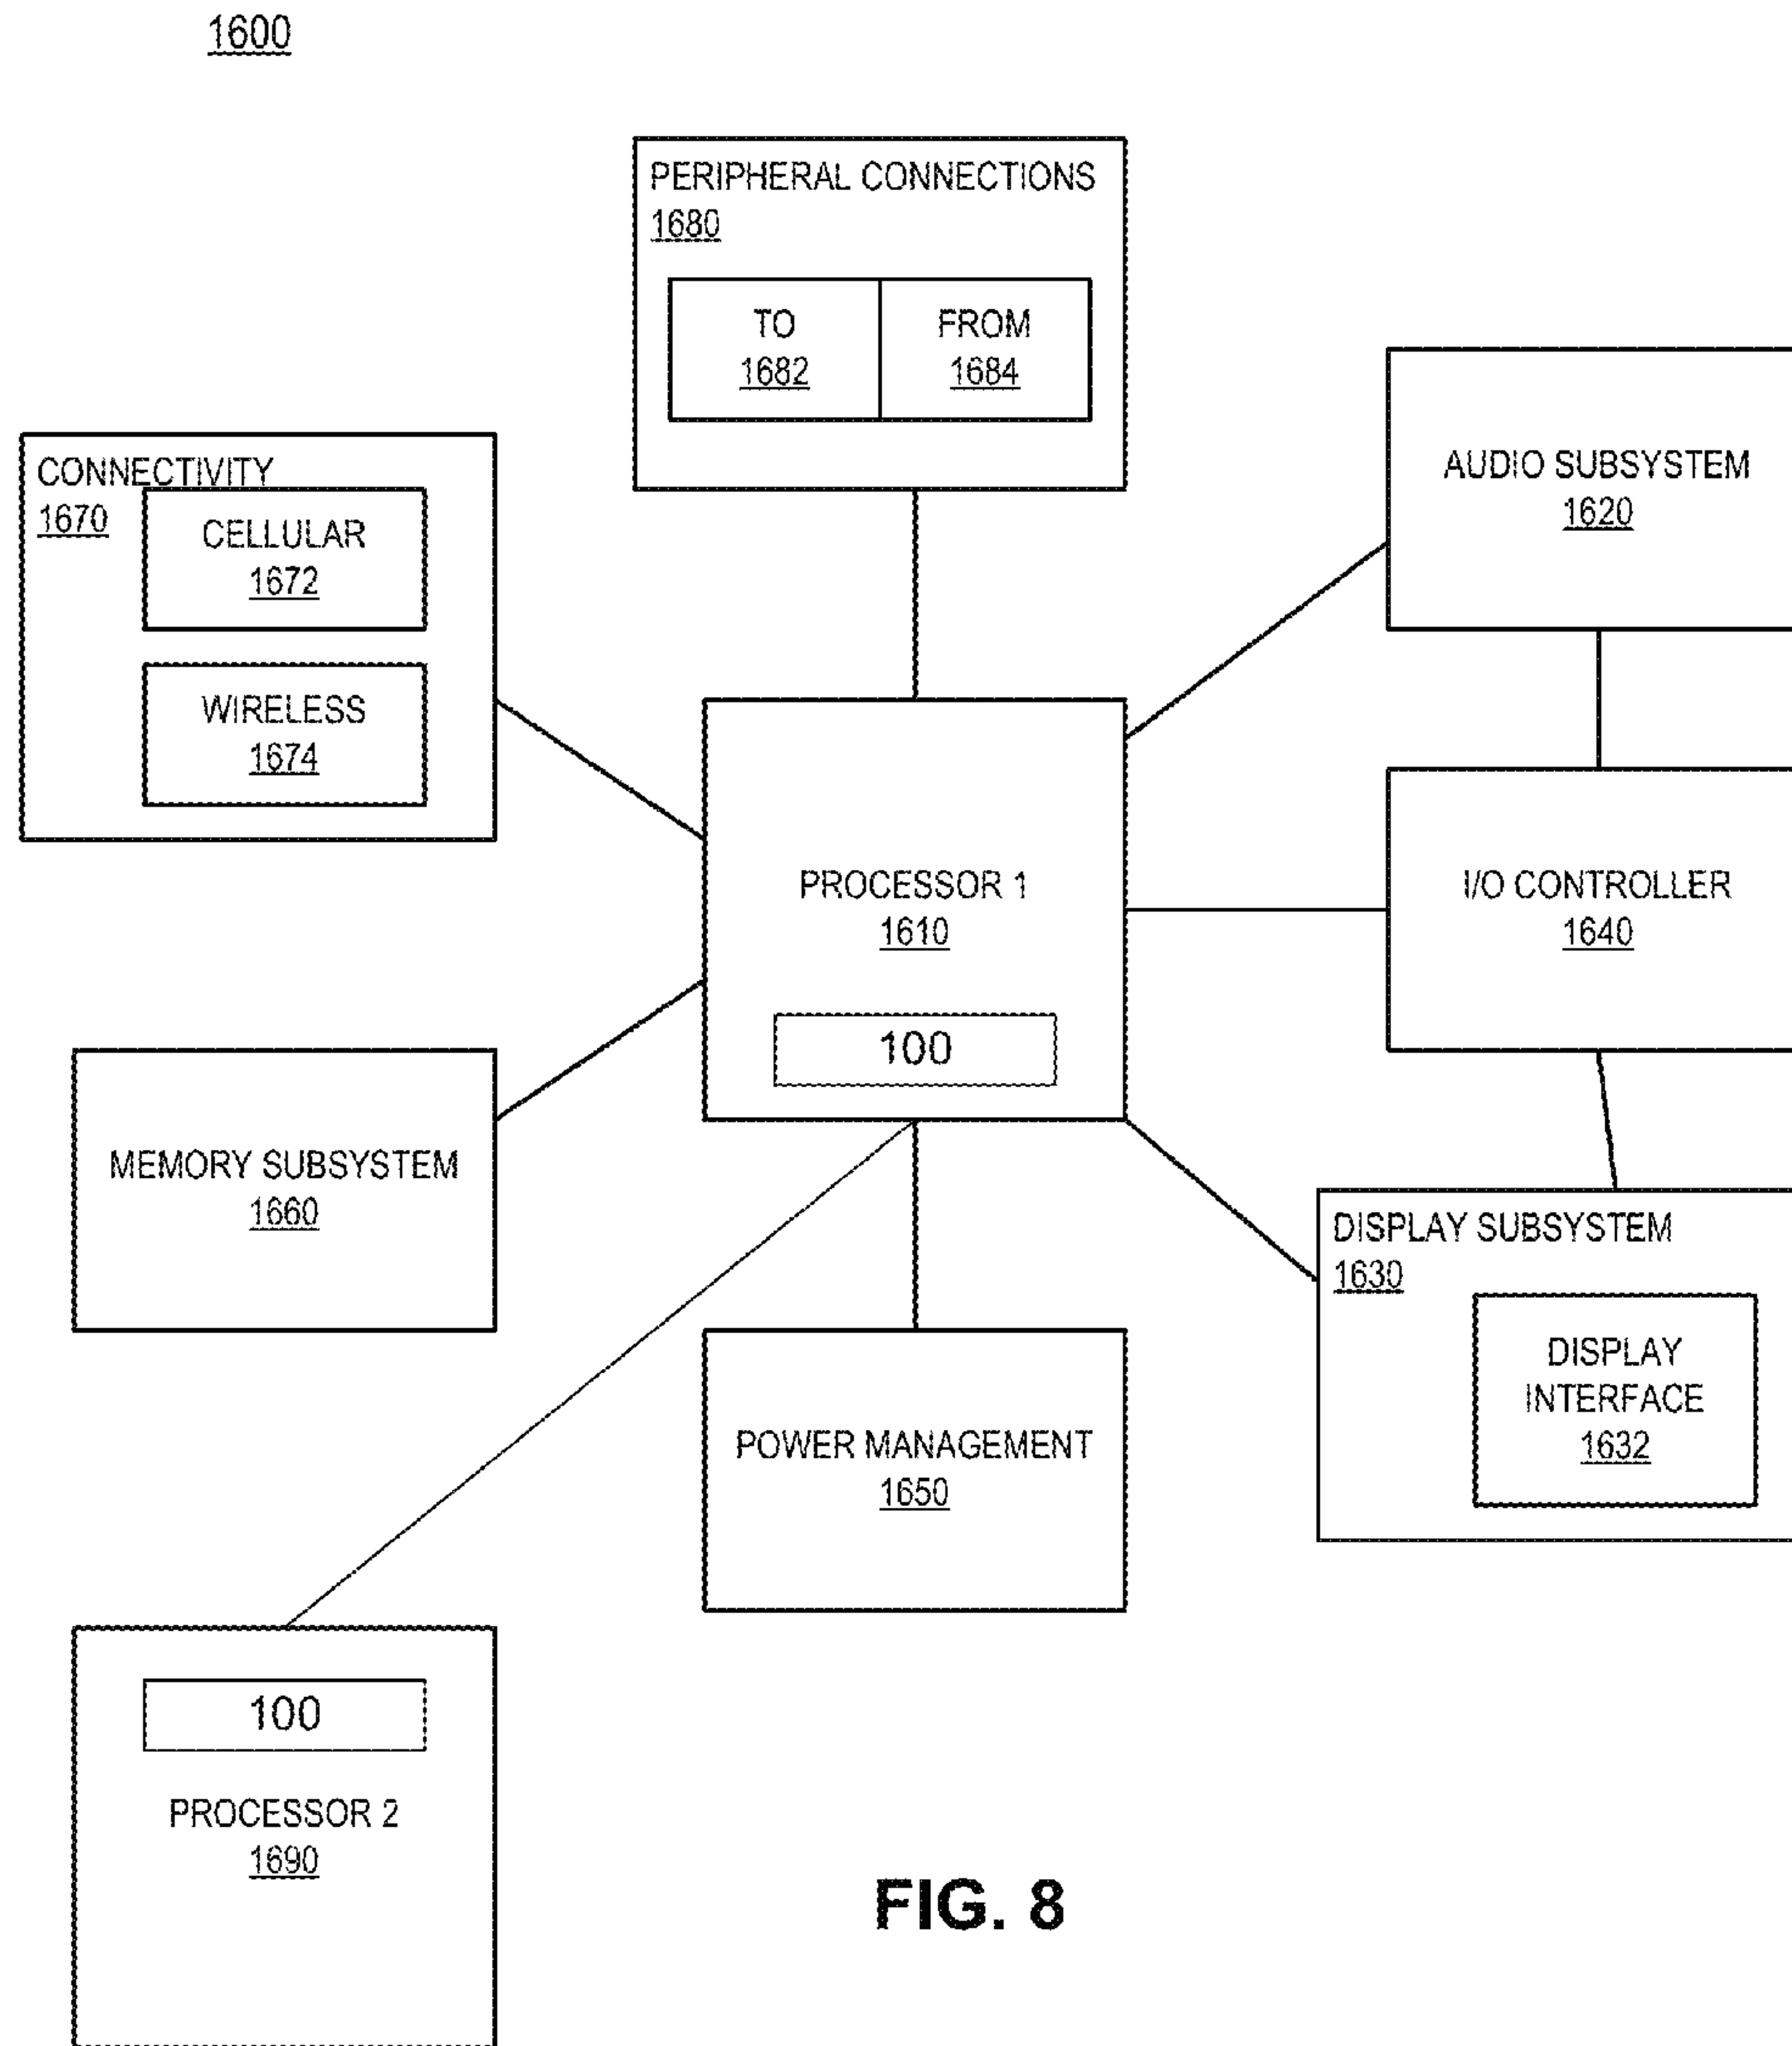 1600
PERIPHERAL CONNECTIONS
1680
TO
1682
FROM
1684
CONNECTIVITY
1670
CELLULAR
1672
WIRELESS
1674
AUDIO SUBSYSTEM
1620
PROCESSOR 1
1610
100
I/O CONTROLLER
1640
MEMORY SUBSYSTEM
1660
DISPLAY SUBSYSTEM
1630
DISPLAY
INTERFACE
1632
POWER MANAGEMENT
1650
100
PROCESSOR 2
1690
FIG. 8